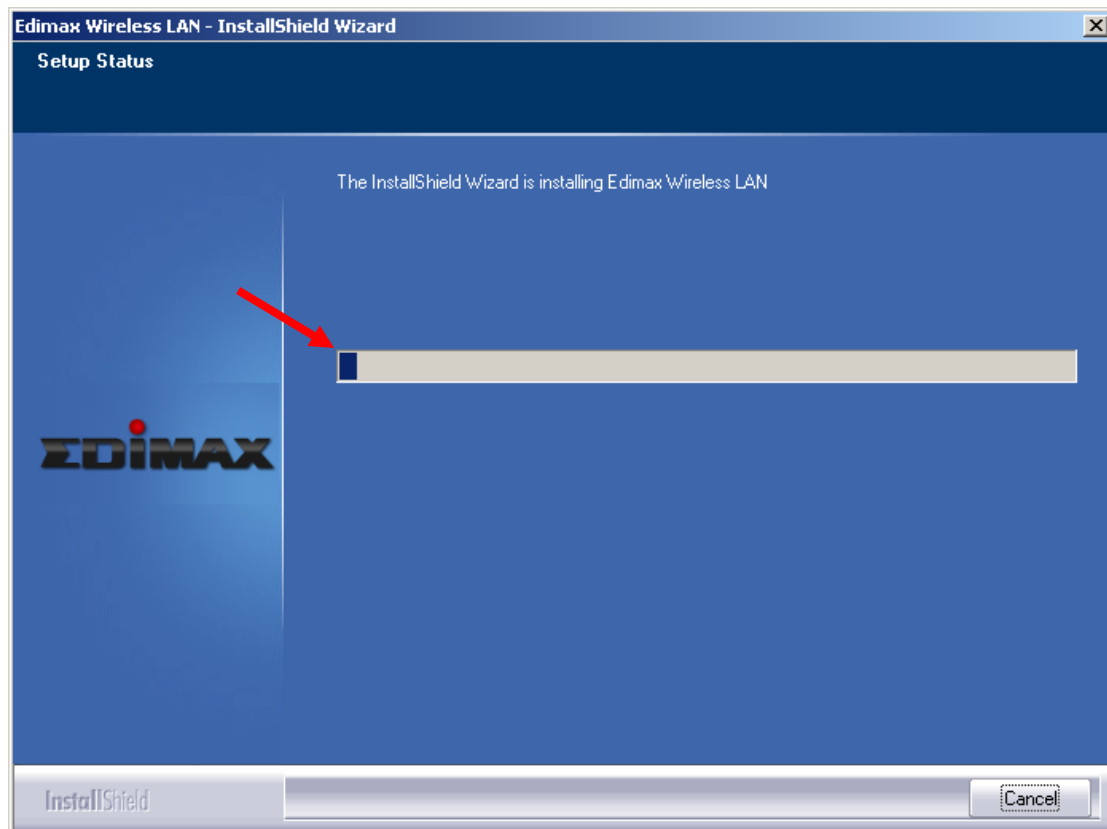 Edimax Wireless LAN - InstallShield Wizard
Setup Status
The InstallShield Wizard is installing Edimax Wireless LAN
EDiMAX
InstallShield
Cancel